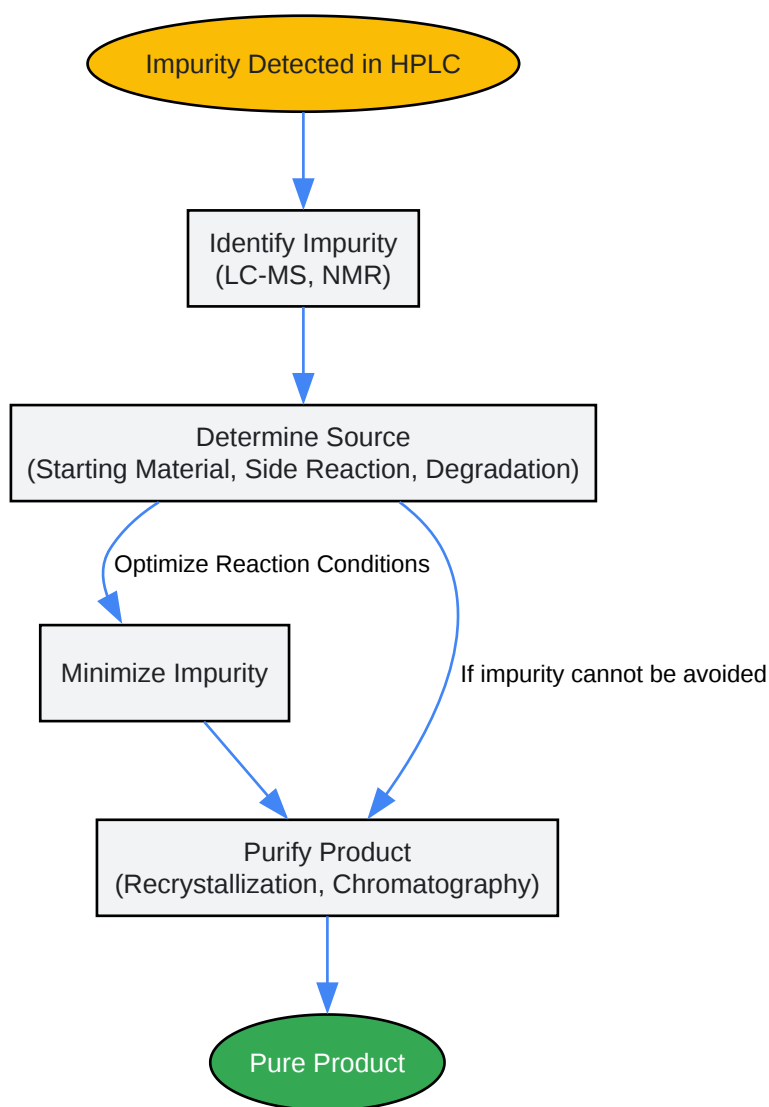 Impurity Detected in HPLC
Identify Impurity
(LC-MS, NMR)
Determine Source
(Starting Material, Side Reaction, Degradation)
Optimize Reaction Conditions
Minimize Impurity
If impurity cannot be avoided
Purify Product
(Recrystallization, Chromatography)
Pure Product